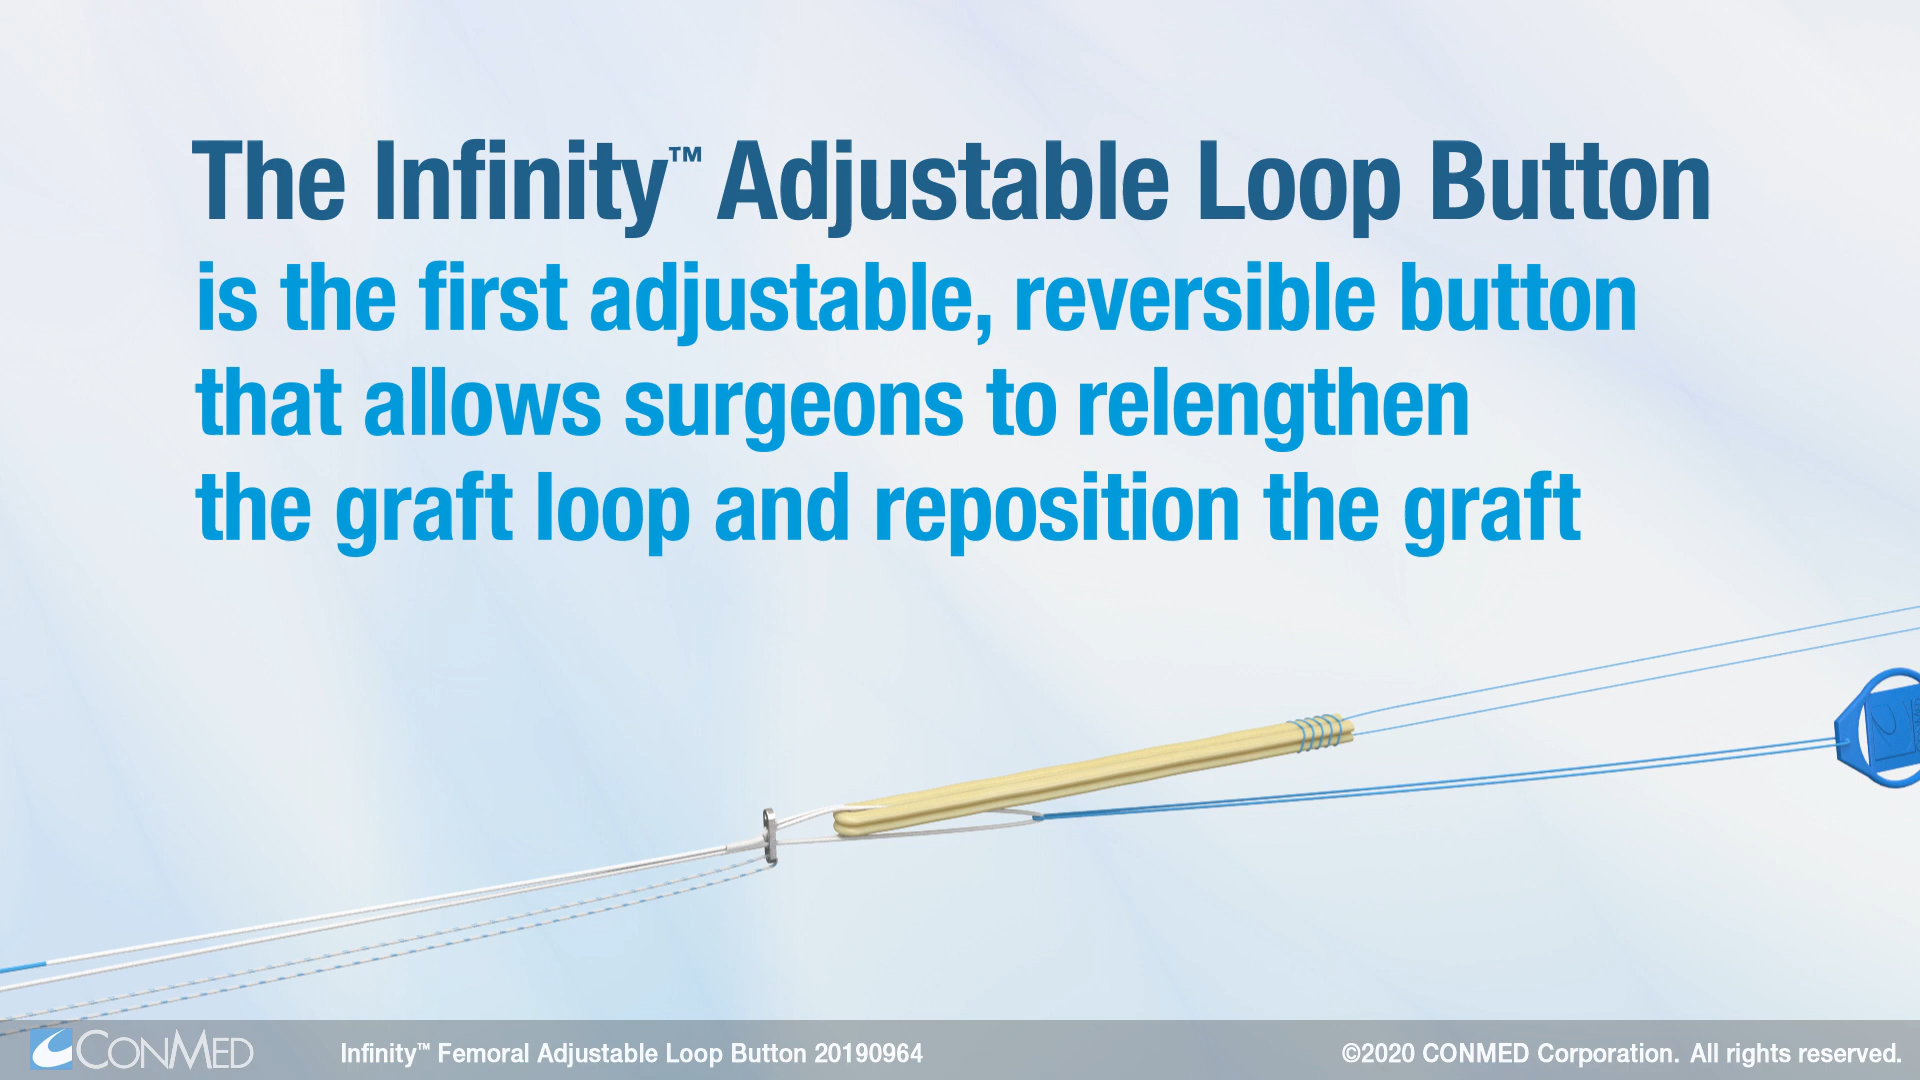 The Infinity™ Adjustable Loop Button
is the first adjustable, reversible button
that allows surgeons to relengthen
the graft loop and reposition the graft
CONMED
Infinity™ Femoral Adjustable Loop Button 20190964
©2020 CONMED Corporation. All rights reserved.